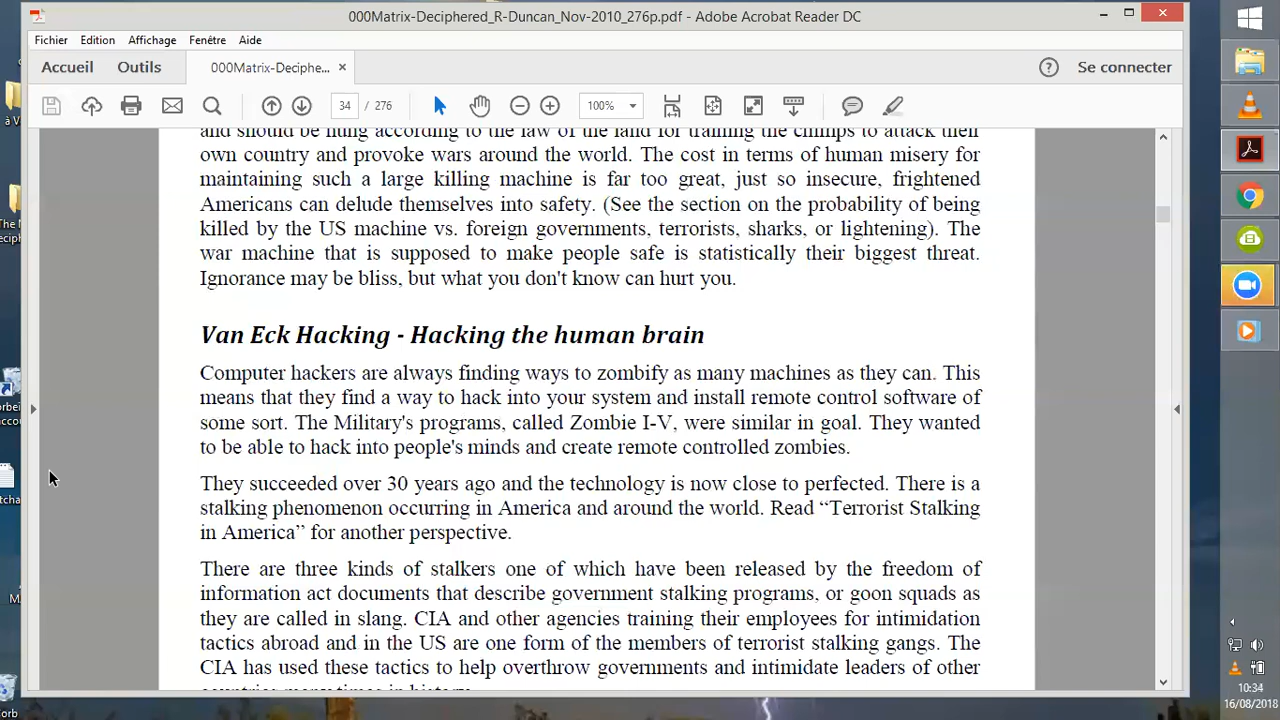 000Matrix-Deciphered_R-Duncan_Nov-2010_276p.pdf - Adobe Acrobat Reader DC
Fichier Edition Affichage Fenêtre Aide
Accueil Outils 000Matrix-Deciphe... × ? Se connecter
34 / 276 100%
and should be hung according to the law of the land for training the chimps to attack their
own country and provoke wars around the world. The cost in terms of human misery for
maintaining such a large killing machine is far too great, just so insecure, frightened
Americans can delude themselves into safety. (See the section on the probability of being
killed by the US machine vs. foreign governments, terrorists, sharks, or lightening). The
war machine that is supposed to make people safe is statistically their biggest threat.
Ignorance may be bliss, but what you don't know can hurt you.
Van Eck Hacking - Hacking the human brain
Computer hackers are always finding ways to zombify as many machines as they can. This
means that they find a way to hack into your system and install remote control software of
some sort. The Military's programs, called Zombie I-V, were similar in goal. They wanted
to be able to hack into people's minds and create remote controlled zombies.
They succeeded over 30 years ago and the technology is now close to perfected. There is a
stalking phenomenon occurring in America and around the world. Read “Terrorist Stalking
in America” for another perspective.
There are three kinds of stalkers one of which have been released by the freedom of
information act documents that describe government stalking programs, or goon squads as
they are called in slang. CIA and other agencies training their employees for intimidation
tactics abroad and in the US are one form of the members of terrorist stalking gangs. The
CIA has used these tactics to help overthrow governments and intimidate leaders of other
countries many times in history.
10:34
16/08/2018